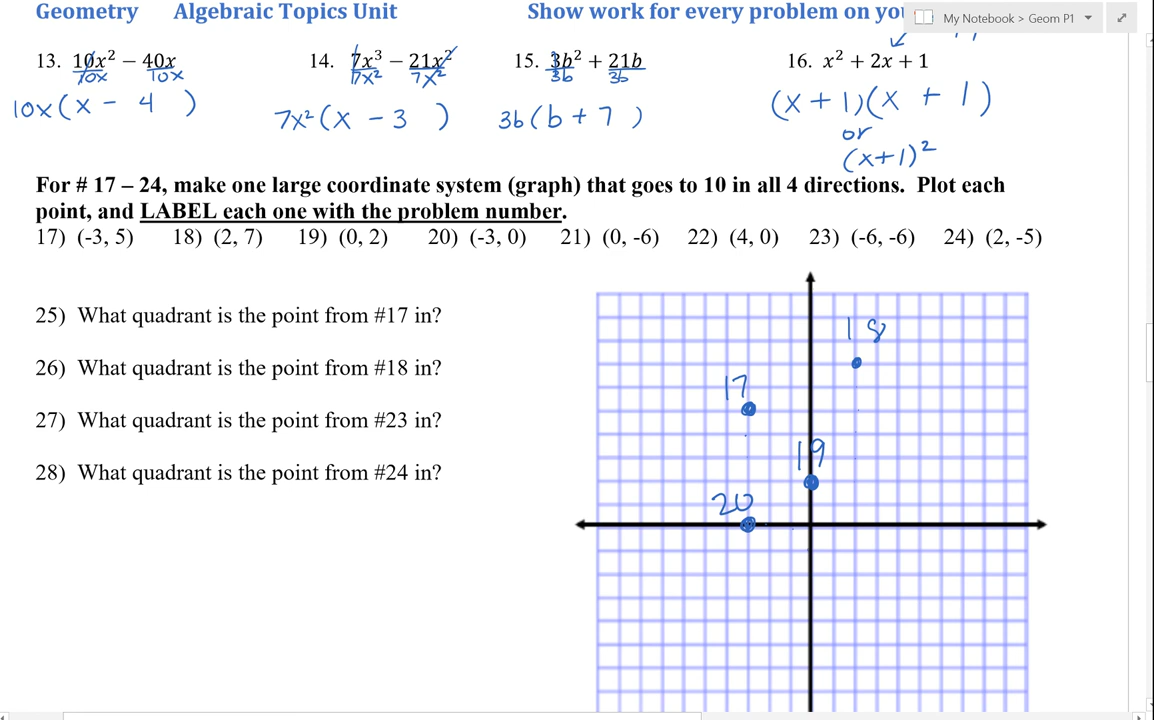 Geometry Algebraic Topics Unit Show work for every problem on you
My Notebook > Geom P1
13. 10x² − 40x 14. 7x³ − 21x² 15. 3b² + 21b 16. x² + 2x + 1
10x 10x 7x² 7x² 3b 3b
10x(x − 4 ) 7x²(x − 3 ) 3b(b + 7 ) (x + 1)(x + 1)
or
(x+1)²
For # 17 – 24, make one large coordinate system (graph) that goes to 10 in all 4 directions. Plot each
point, and LABEL each one with the problem number.
17) (-3, 5) 18) (2, 7) 19) (0, 2) 20) (-3, 0) 21) (0, -6) 22) (4, 0) 23) (-6, -6) 24) (2, -5)
25) What quadrant is the point from #17 in?
18
26) What quadrant is the point from #18 in?
17
27) What quadrant is the point from #23 in?
19
28) What quadrant is the point from #24 in?
20